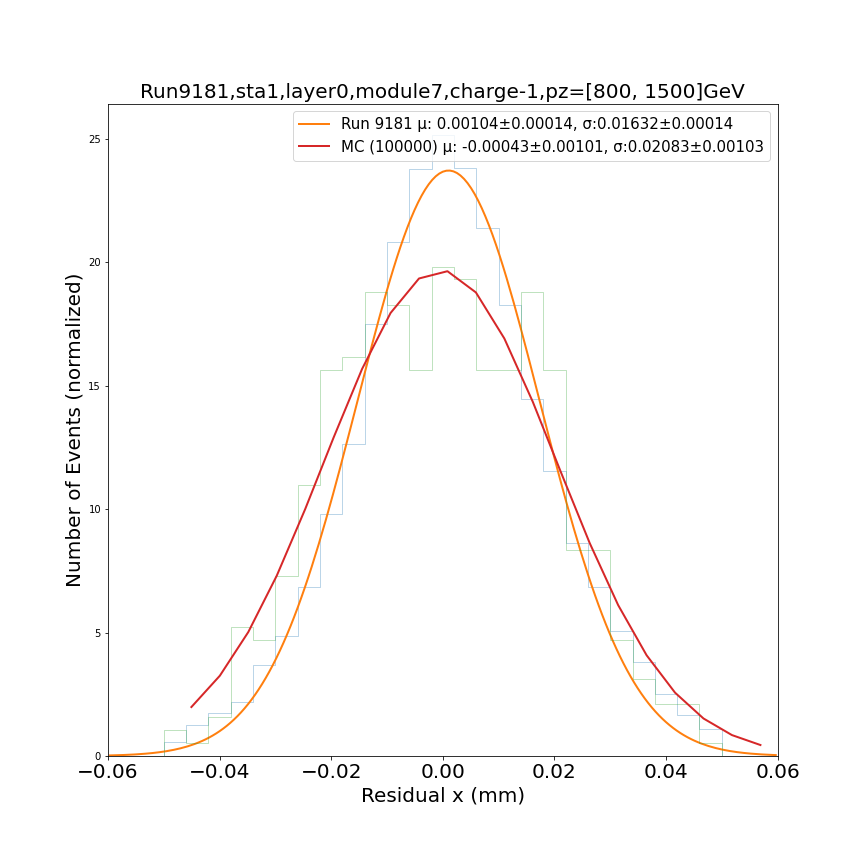 Run9181,sta1,layer0,module7,charge-1,pz=[800, 1500]GeV
Run 9181 μ: 0.00104±0.00014, σ:0.01632±0.00014
MC (100000) μ: -0.00043±0.00101, σ:0.02083±0.00103
25
20
15
10
5
0
Number of Events (normalized)
−0.06 −0.04 −0.02 0.00 0.02 0.04 0.06
Residual x (mm)